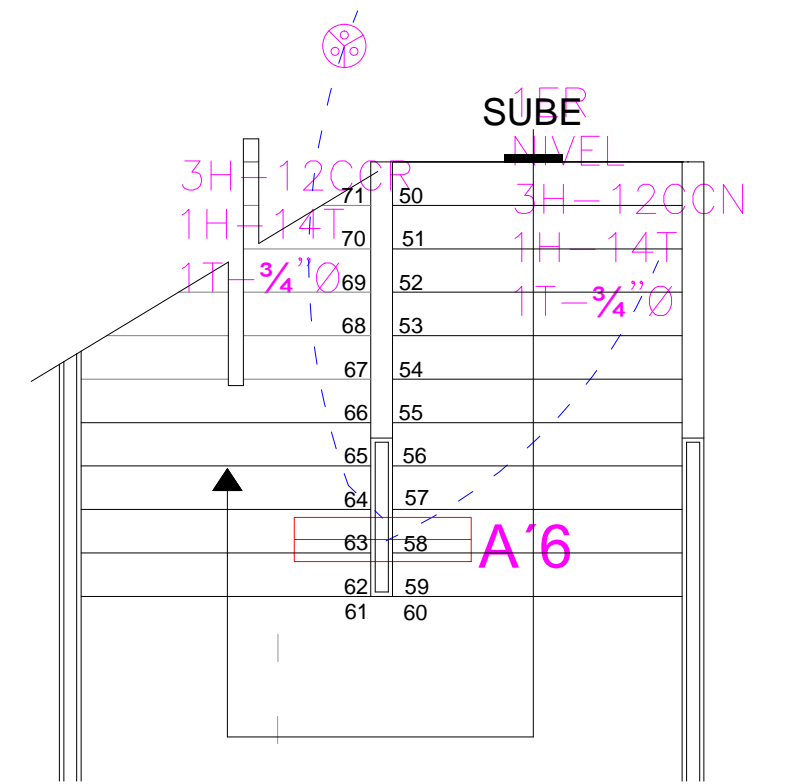 1ER
SUBE
NIVEL
3H-12CCR
1H-14T
1T-¾"Ø
3H-12CCN
1H-14T
1T-¾"Ø
71 50
70 51
69 52
68 53
67 54
66 55
65 56
64 57
63 58
62 59
61 60
A´6